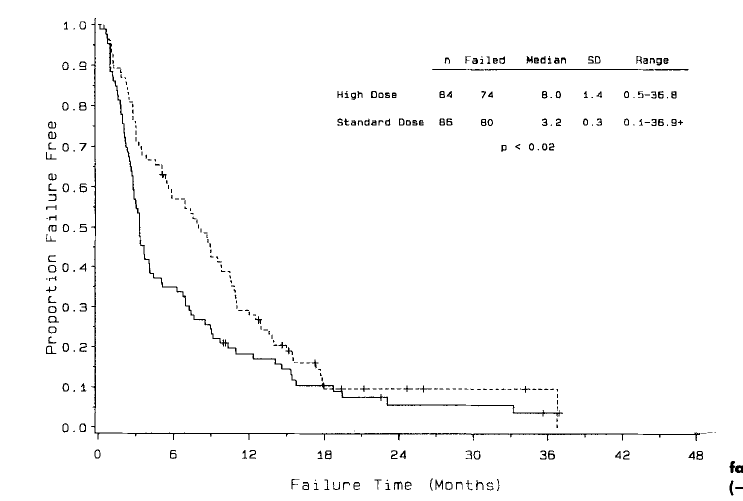 n Failed Median SD Range
High Dose 84 74 8.0 1.4 0.5-36.8
Standard Dose 86 80 3.2 0.3 0.1-36.9+
p < 0.02
Proportion Failure Free
1.0
0.9
0.8
0.7
0.6
0.5
0.4
0.3
0.2
0.1
0.0
0 6 12 18 24 30 36 42 48
Failure Time (Months)
fa
(–